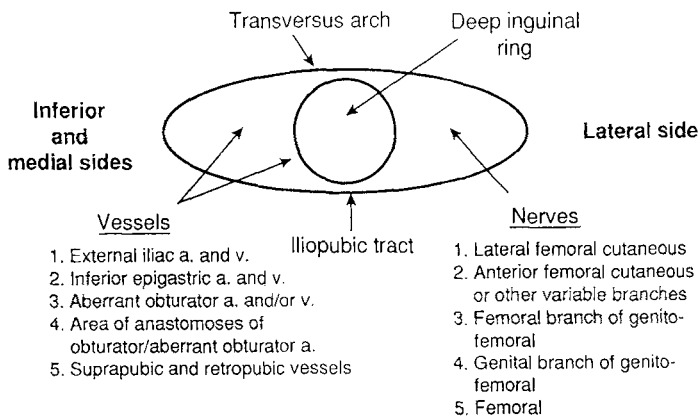 Transversus arch
Deep inguinal
ring
Inferior
and
medial sides
Lateral side
Vessels
1. External iliac a. and v.
2. Inferior epigastric a. and v.
3. Aberrant obturator a. and/or v.
4. Area of anastomoses of
obturator/aberrant obturator a.
5. Suprapubic and retropubic vessels
Iliopubic tract
Nerves
1. Lateral femoral cutaneous
2. Anterior femoral cutaneous
or other variable branches
3. Femoral branch of genito-
femoral
4. Genital branch of genito-
femoral
5. Femoral